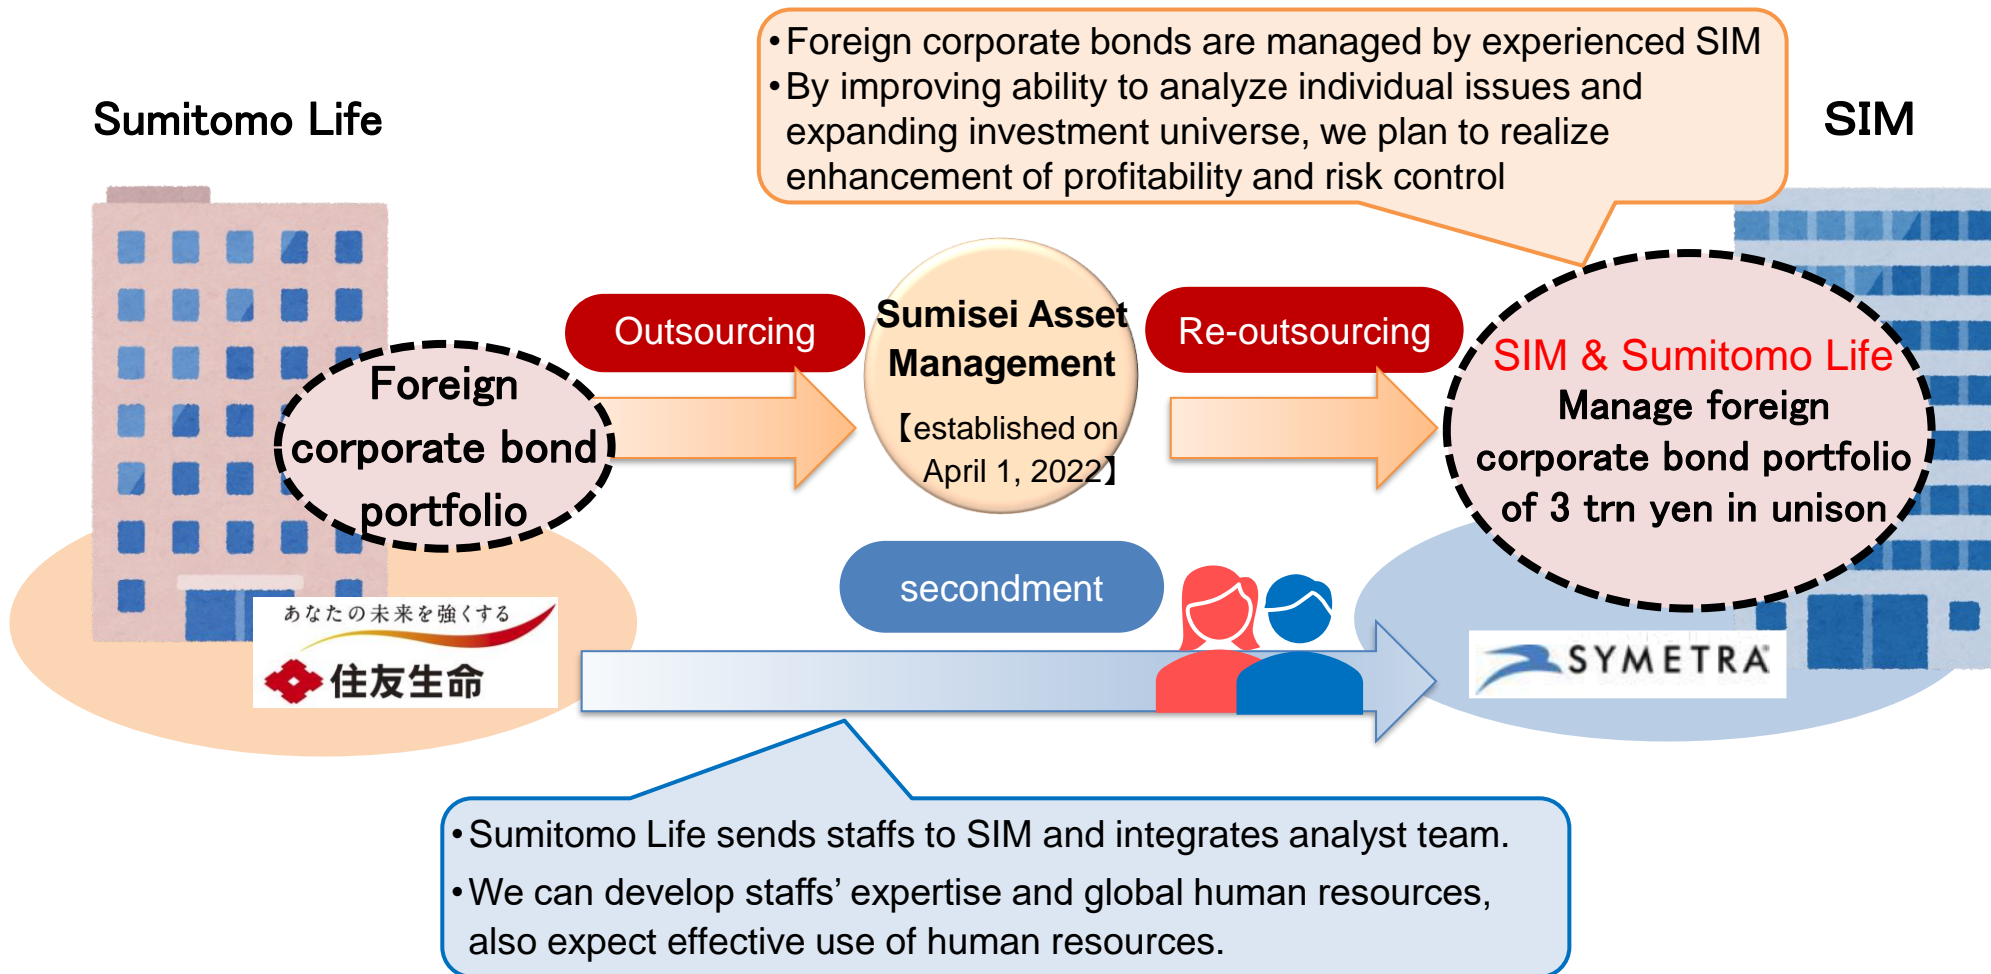 • Foreign corporate bonds are managed by experienced SIM
• By improving ability to analyze individual issues and
expanding investment universe, we plan to realize
enhancement of profitability and risk control
Sumitomo Life
SIM
Outsourcing
Sumisei Asset
Management
【established on
April 1, 2022】
Re-outsourcing
Foreign
corporate bond
portfolio
SIM & Sumitomo Life
Manage foreign
corporate bond portfolio
of 3 trn yen in unison
secondment
あなたの未来を強くする
住友生命
SYMETRA®
• Sumitomo Life sends staffs to SIM and integrates analyst team.
• We can develop staffs’ expertise and global human resources,
also expect effective use of human resources.